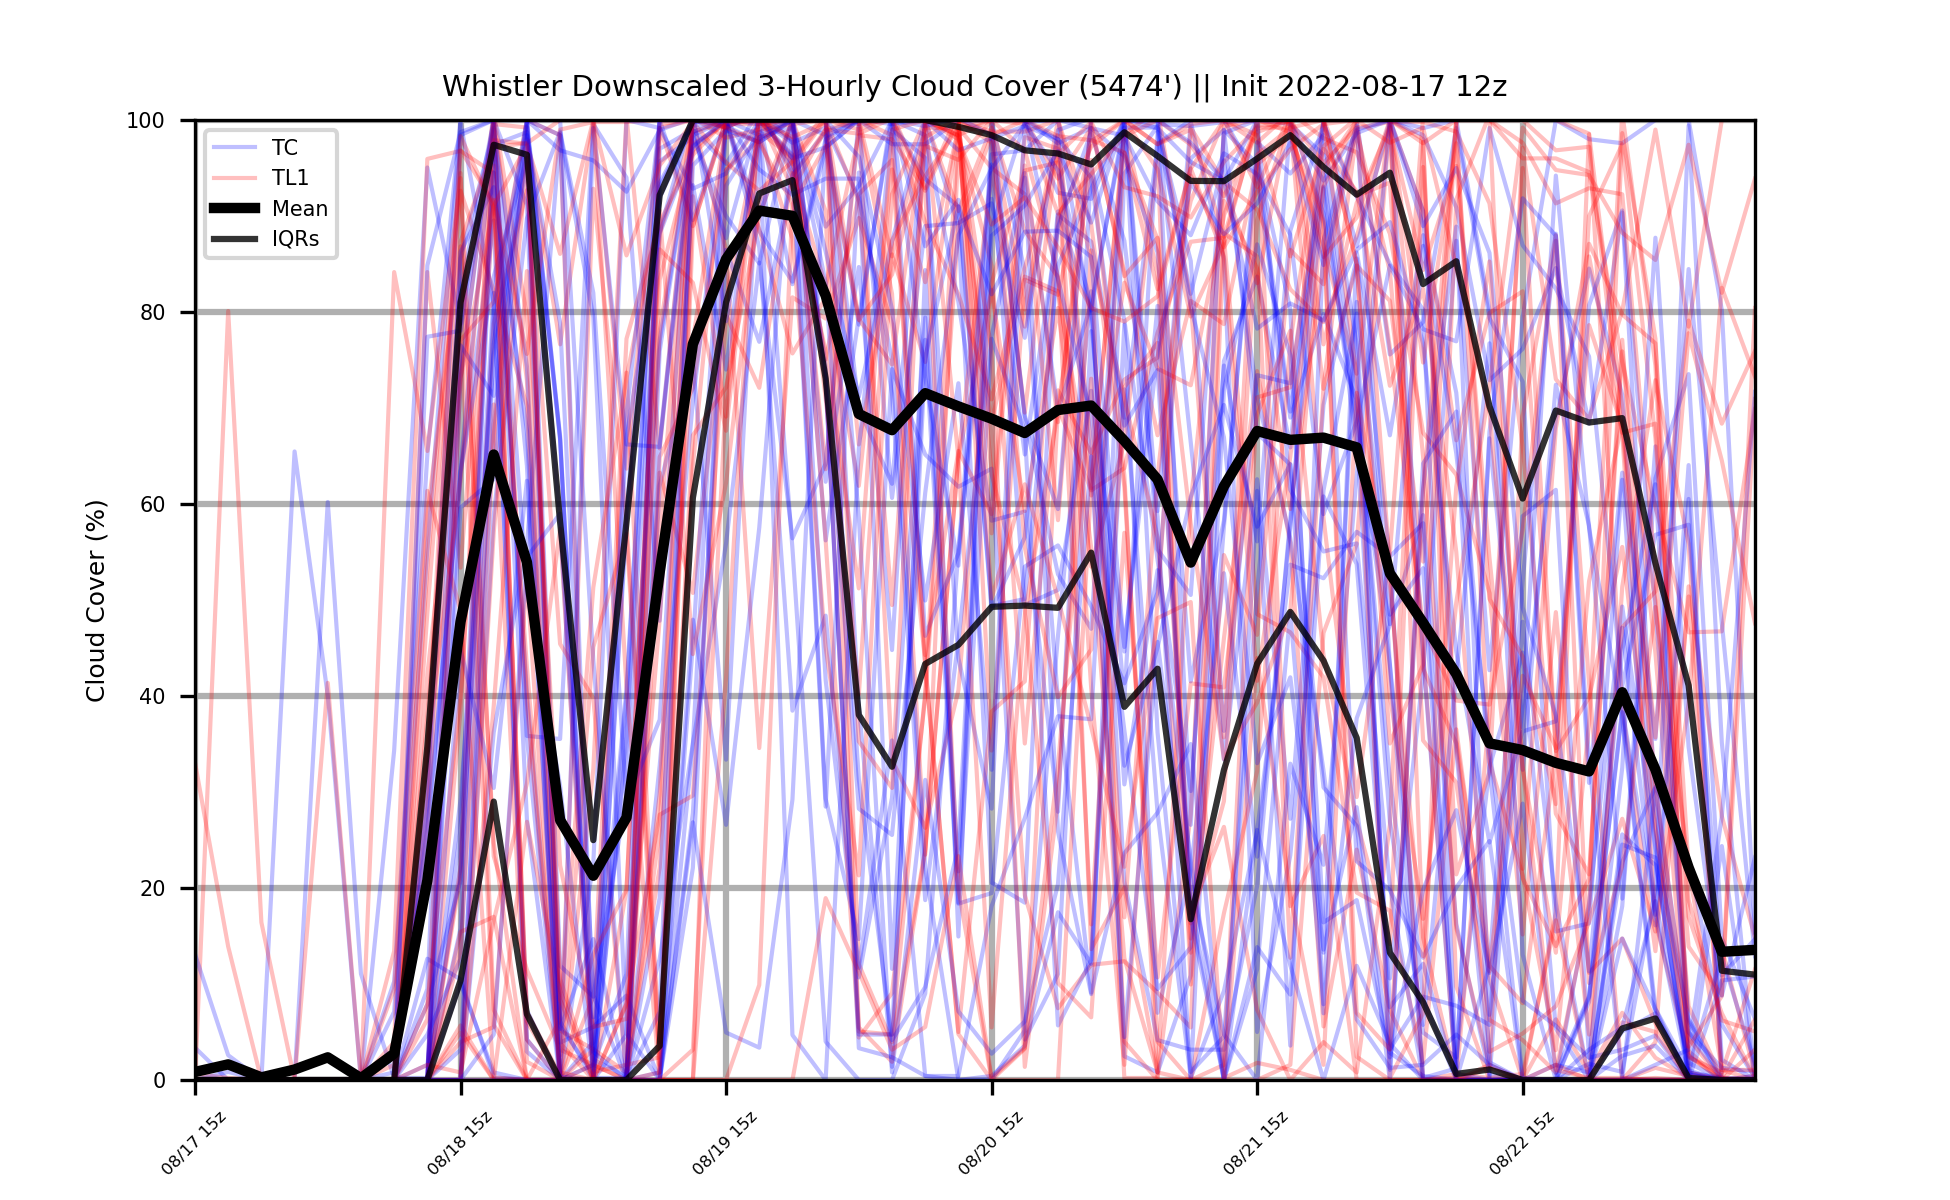 Whistler Downscaled 3-Hourly Cloud Cover (5474') || Init 2022-08-17 12z
100
80
60
40
20
0
Cloud Cover (%)
TC
TL1
Mean
IQRs
08/17 15z
08/18 15z
08/19 15z
08/20 15z
08/21 15z
08/22 15z